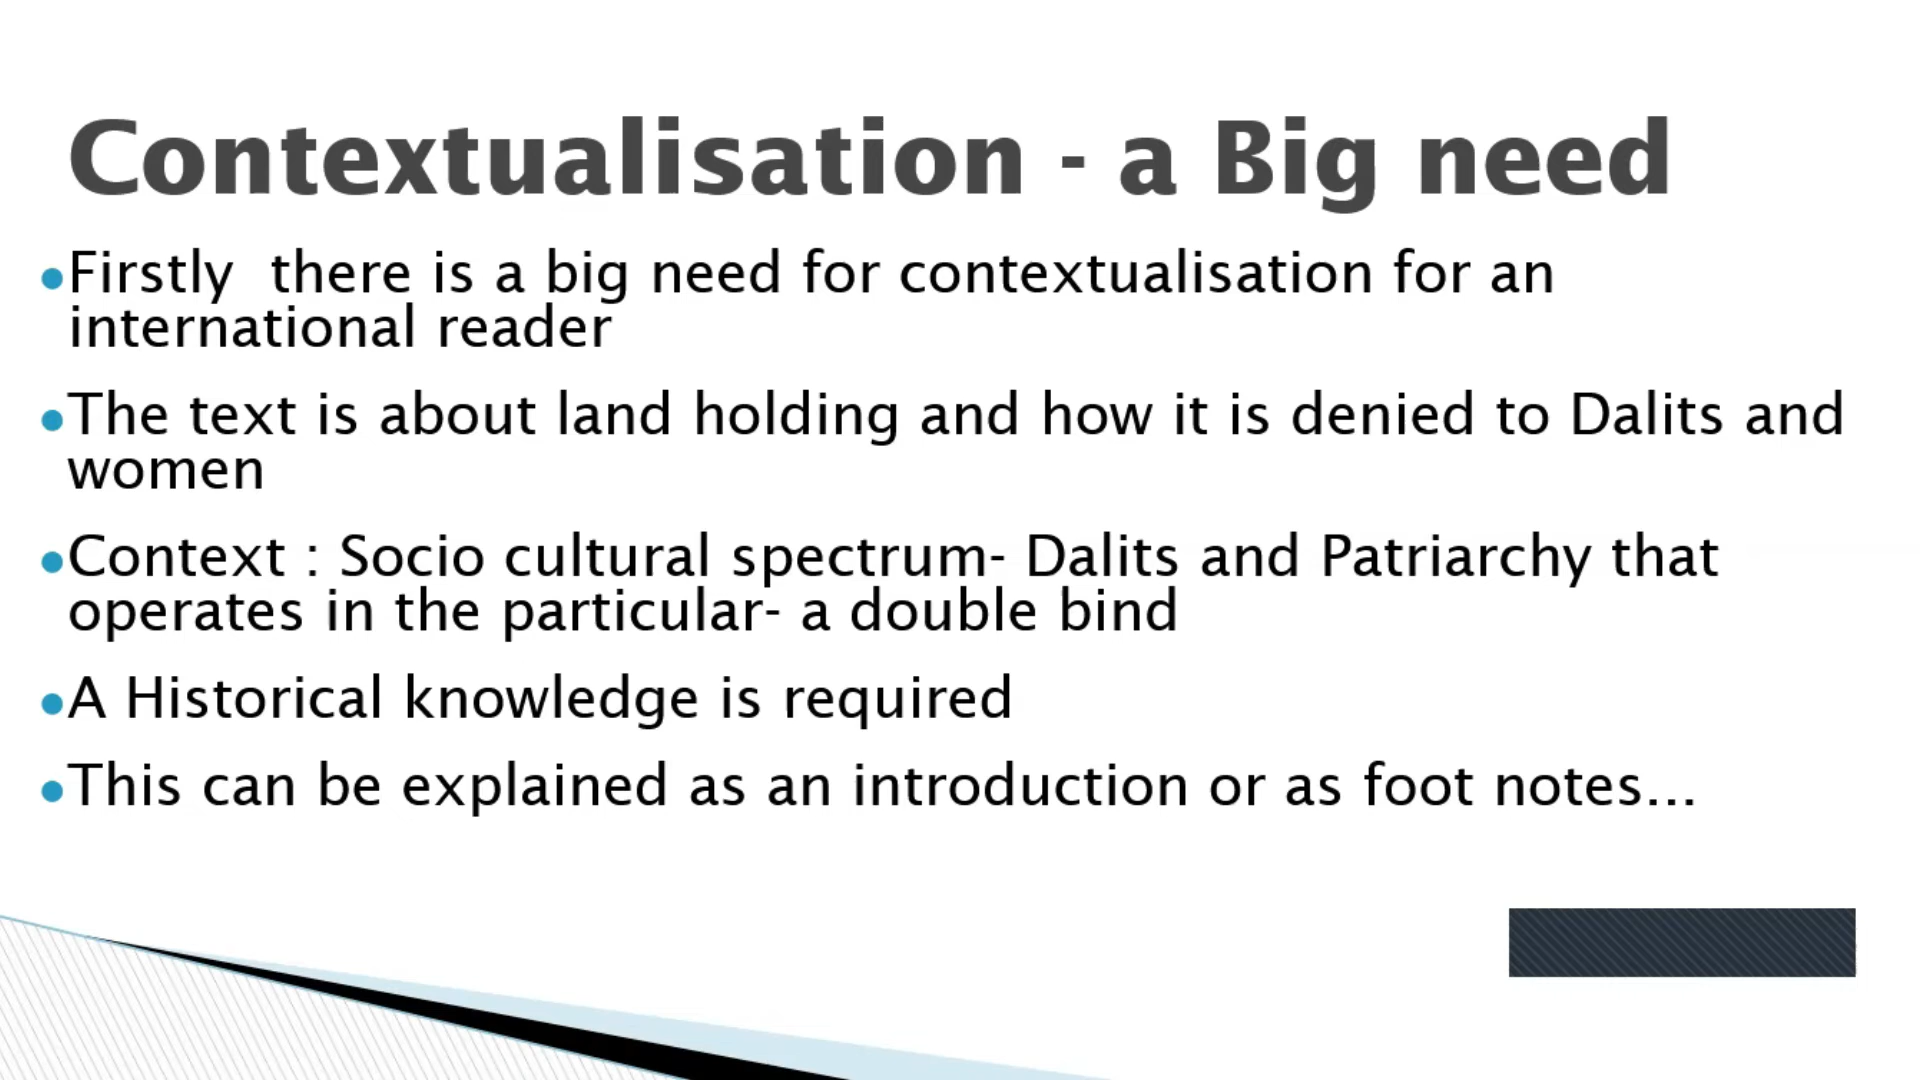 Contextualisation - a Big need
•Firstly  there is a big need for contextualisation for an
international reader
•The text is about land holding and how it is denied to Dalits and
women
•Context : Socio cultural spectrum- Dalits and Patriarchy that
operates in the particular- a double bind
•A Historical knowledge is required
•This can be explained as an introduction or as foot notes...